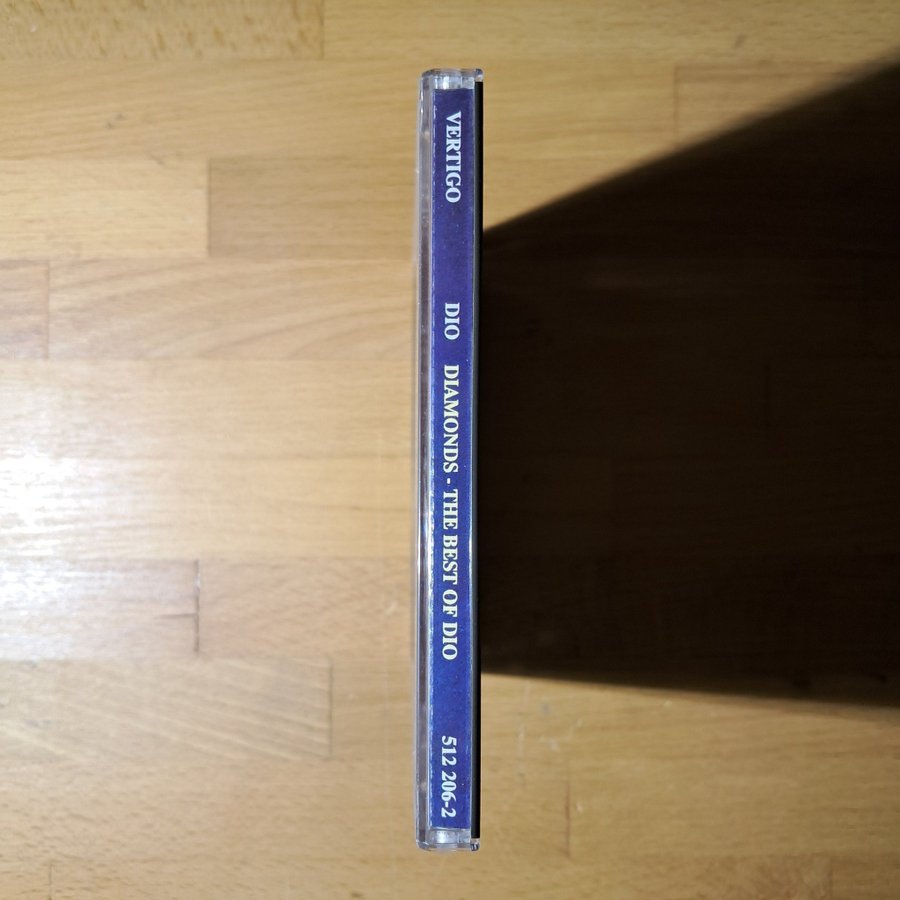 VERTIGO DIO DIAMONDS - THE BEST OF DIO 512 206-2